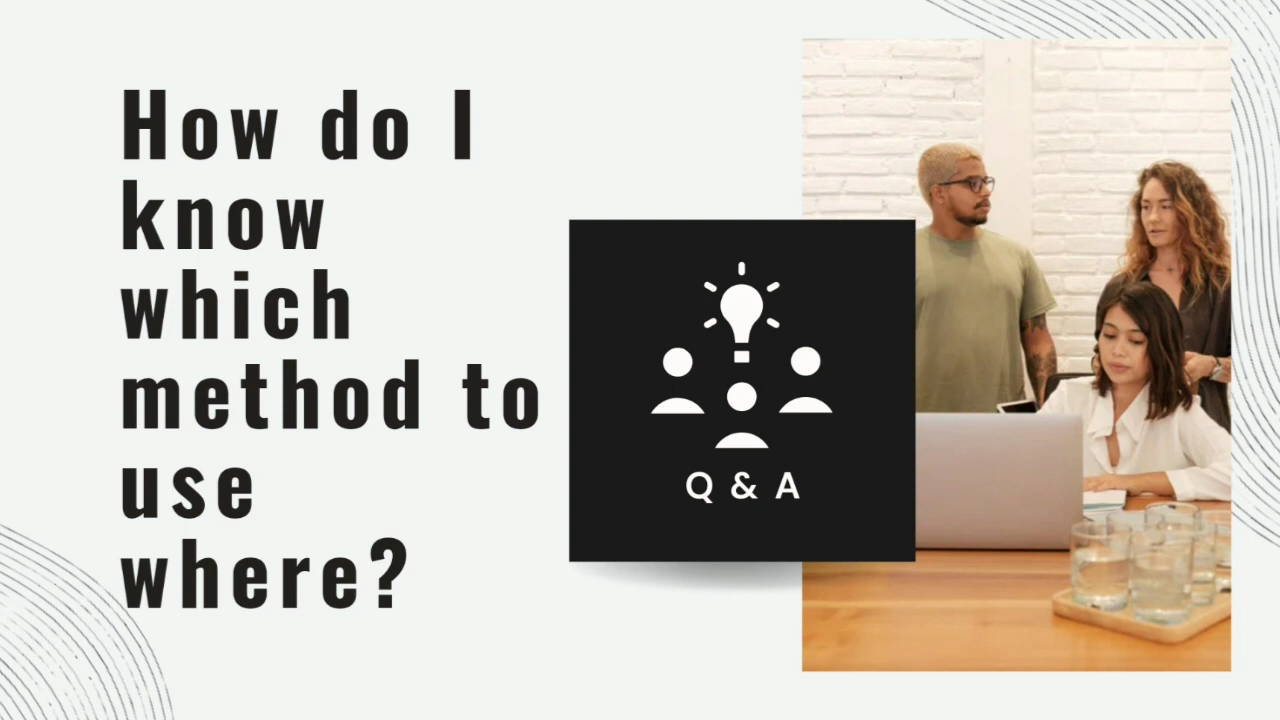 How do I
know
which
method to
use
where?
Q & A